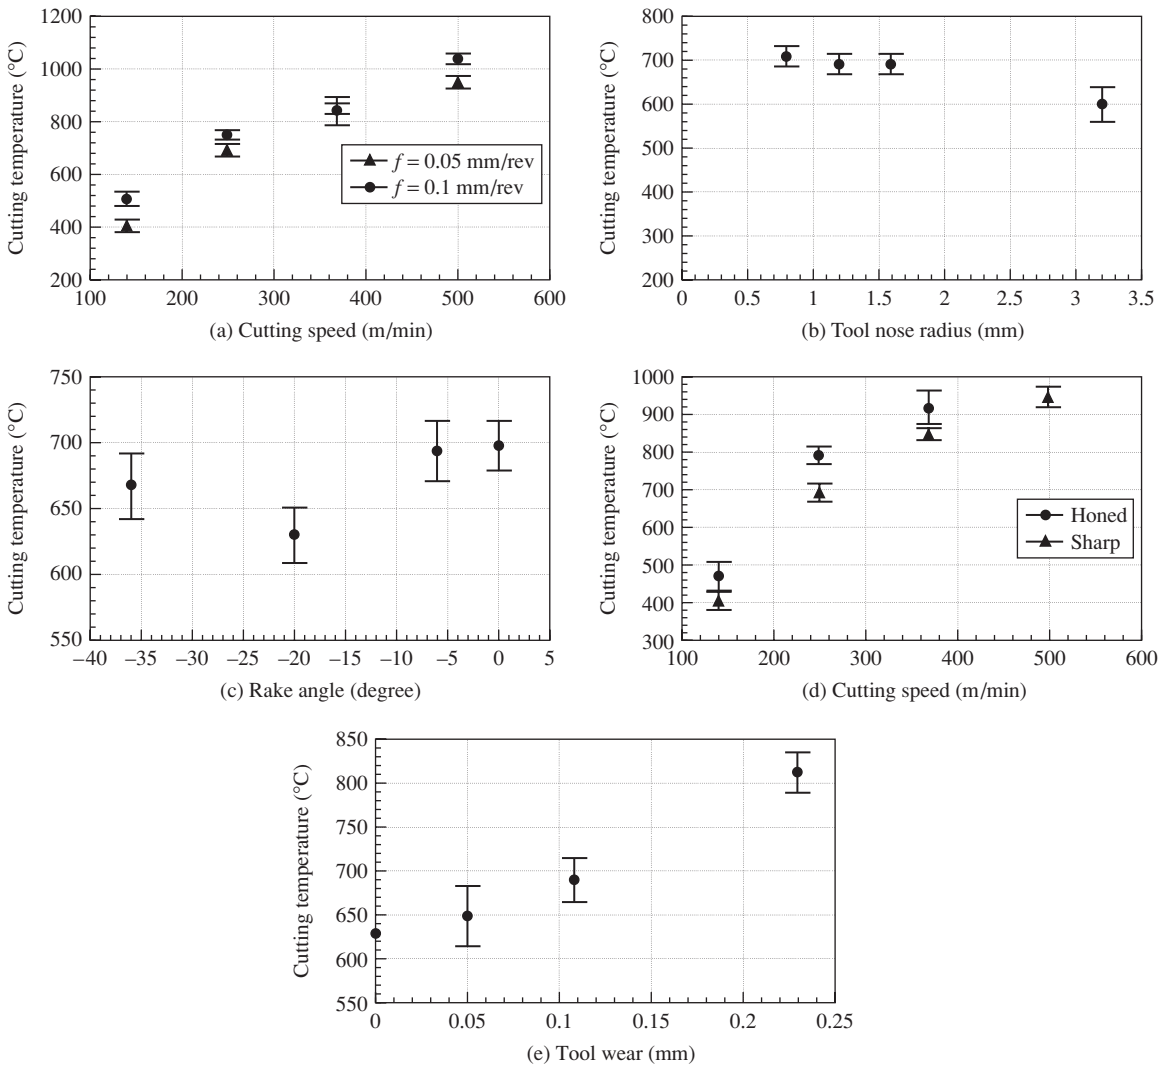 1200
1000
800
600
400
200
Cutting temperature (°C)
f = 0.05 mm/rev
f = 0.1 mm/rev
100 200 300 400 500 600
(a) Cutting speed (m/min)
800
700
600
500
400
300
200
Cutting temperature (°C)
0 0.5 1 1.5 2 2.5 3 3.5
(b) Tool nose radius (mm)
750
700
650
600
550
Cutting temperature (°C)
–40 –35 –30 –25 –20 –15 –10 –5 0 5
(c) Rake angle (degree)
1000
900
800
700
600
500
400
300
Cutting temperature (°C)
Honed
Sharp
100 200 300 400 500 600
(d) Cutting speed (m/min)
850
800
750
700
650
600
550
Cutting temperature (°C)
0 0.05 0.1 0.15 0.2 0.25
(e) Tool wear (mm)